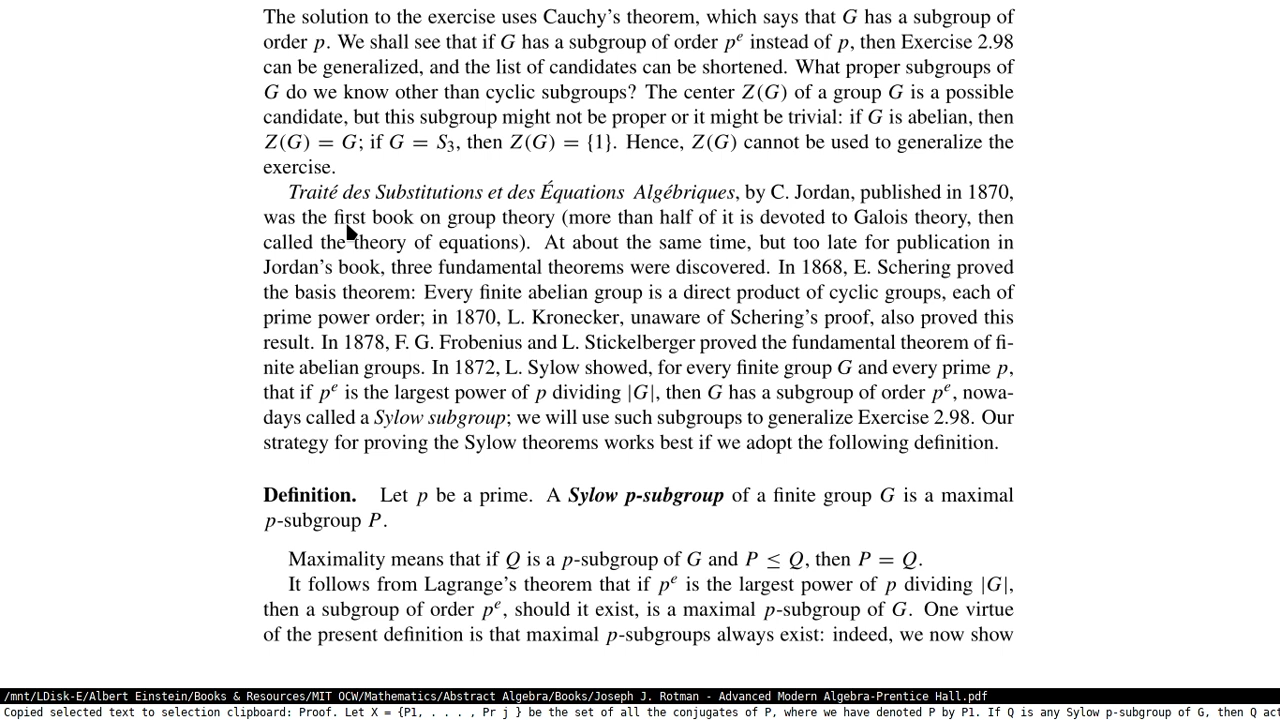 The solution to the exercise uses Cauchy's theorem, which says that G has a subgroup of
order p. We shall see that if G has a subgroup of order pᵉ instead of p, then Exercise 2.98
can be generalized, and the list of candidates can be shortened. What proper subgroups of
G do we know other than cyclic subgroups? The center Z(G) of a group G is a possible
candidate, but this subgroup might not be proper or it might be trivial: if G is abelian, then
Z(G) = G; if G = S₃, then Z(G) = {1}. Hence, Z(G) cannot be used to generalize the
exercise.
Traité des Substitutions et des Équations Algébriques, by C. Jordan, published in 1870,
was the first book on group theory (more than half of it is devoted to Galois theory, then
called the theory of equations). At about the same time, but too late for publication in
Jordan's book, three fundamental theorems were discovered. In 1868, E. Schering proved
the basis theorem: Every finite abelian group is a direct product of cyclic groups, each of
prime power order; in 1870, L. Kronecker, unaware of Schering's proof, also proved this
result. In 1878, F. G. Frobenius and L. Stickelberger proved the fundamental theorem of fi-
nite abelian groups. In 1872, L. Sylow showed, for every finite group G and every prime p,
that if pᵉ is the largest power of p dividing |G|, then G has a subgroup of order pᵉ, nowa-
days called a Sylow subgroup; we will use such subgroups to generalize Exercise 2.98. Our
strategy for proving the Sylow theorems works best if we adopt the following definition.
Definition. Let p be a prime. A Sylow p-subgroup of a finite group G is a maximal
p-subgroup P.
Maximality means that if Q is a p-subgroup of G and P ≤ Q, then P = Q.
It follows from Lagrange's theorem that if pᵉ is the largest power of p dividing |G|,
then a subgroup of order pᵉ, should it exist, is a maximal p-subgroup of G. One virtue
of the present definition is that maximal p-subgroups always exist: indeed, we now show
/mnt/LDisk-E/Albert Einstein/Books & Resources/MIT OCW/Mathematics/Abstract Algebra/Books/Joseph J. Rotman - Advanced Modern Algebra-Prentice Hall.pdf
Copied selected text to selection clipboard: Proof. Let X = {P1, . . . , Pr j } be the set of all the conjugates of P, where we have denoted P by P1. If Q is any Sylow p-subgroup of G, then Q act